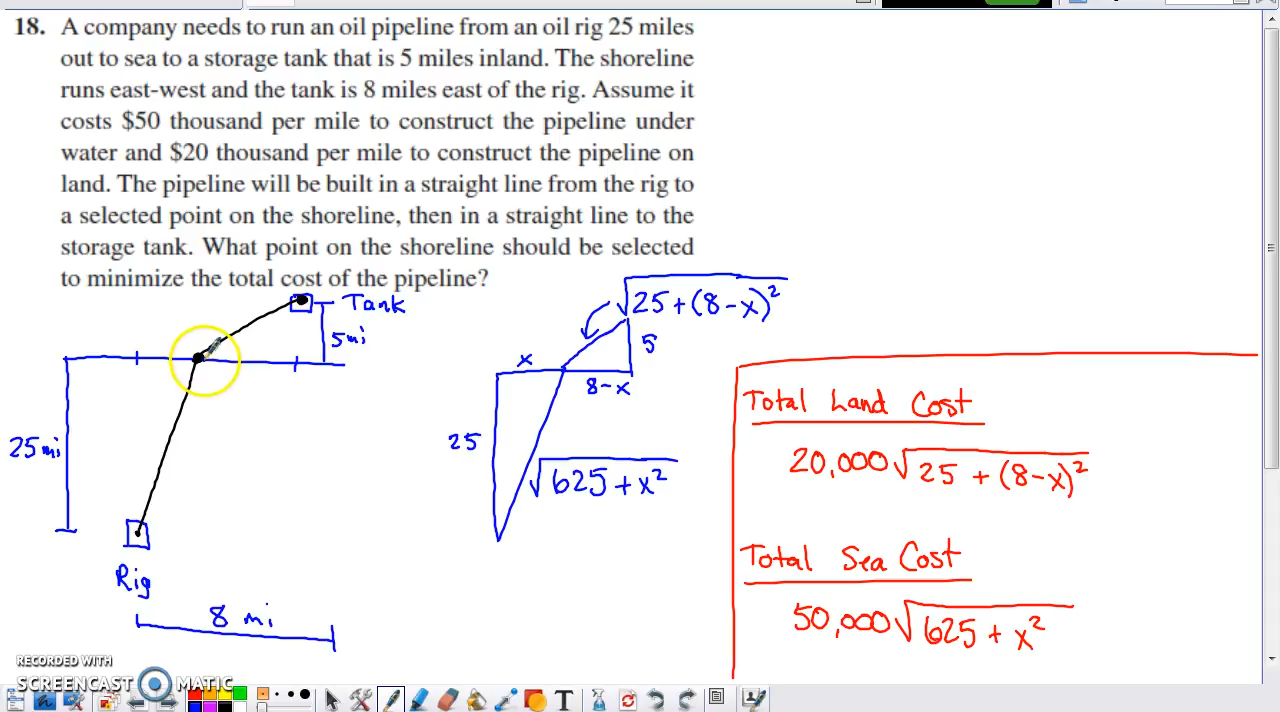 18. A company needs to run an oil pipeline from an oil rig 25 miles
out to sea to a storage tank that is 5 miles inland. The shoreline
runs east-west and the tank is 8 miles east of the rig. Assume it
costs $50 thousand per mile to construct the pipeline under
water and $20 thousand per mile to construct the pipeline on
land. The pipeline will be built in a straight line from the rig to
a selected point on the shoreline, then in a straight line to the
storage tank. What point on the shoreline should be selected
to minimize the total cost of the pipeline?
Tank
5mi
25mi
Rig
8 mi
√25+(8-x)²
x
5
8-x
25
√625+x²
Total Land Cost
20,000√25 + (8-x)²
Total Sea Cost
50,000√625 + x²
RECORDED WITH
SCREENCAST MATIC
T